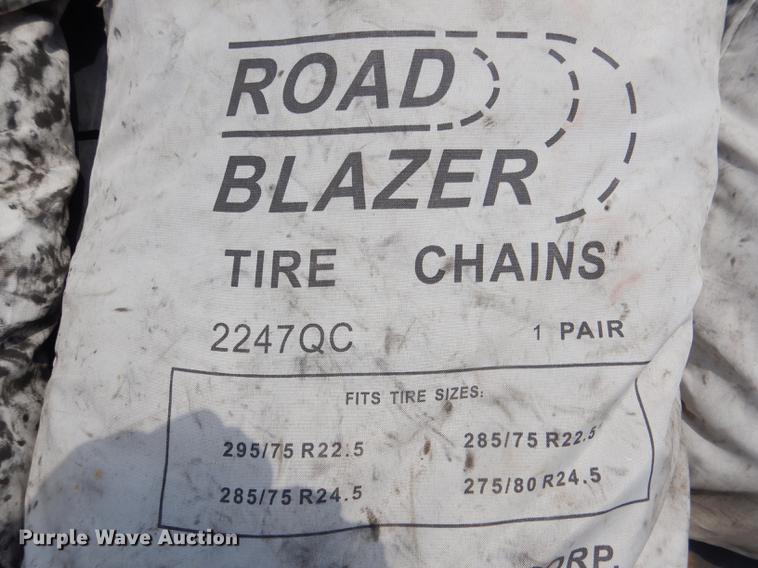 ROAD
BLAZER
TIRE CHAINS
2247QC 1 PAIR
FITS TIRE SIZES:
295/75 R22.5 285/75 R22.5
285/75 R24.5 275/80 R24.5
Purple Wave Auction